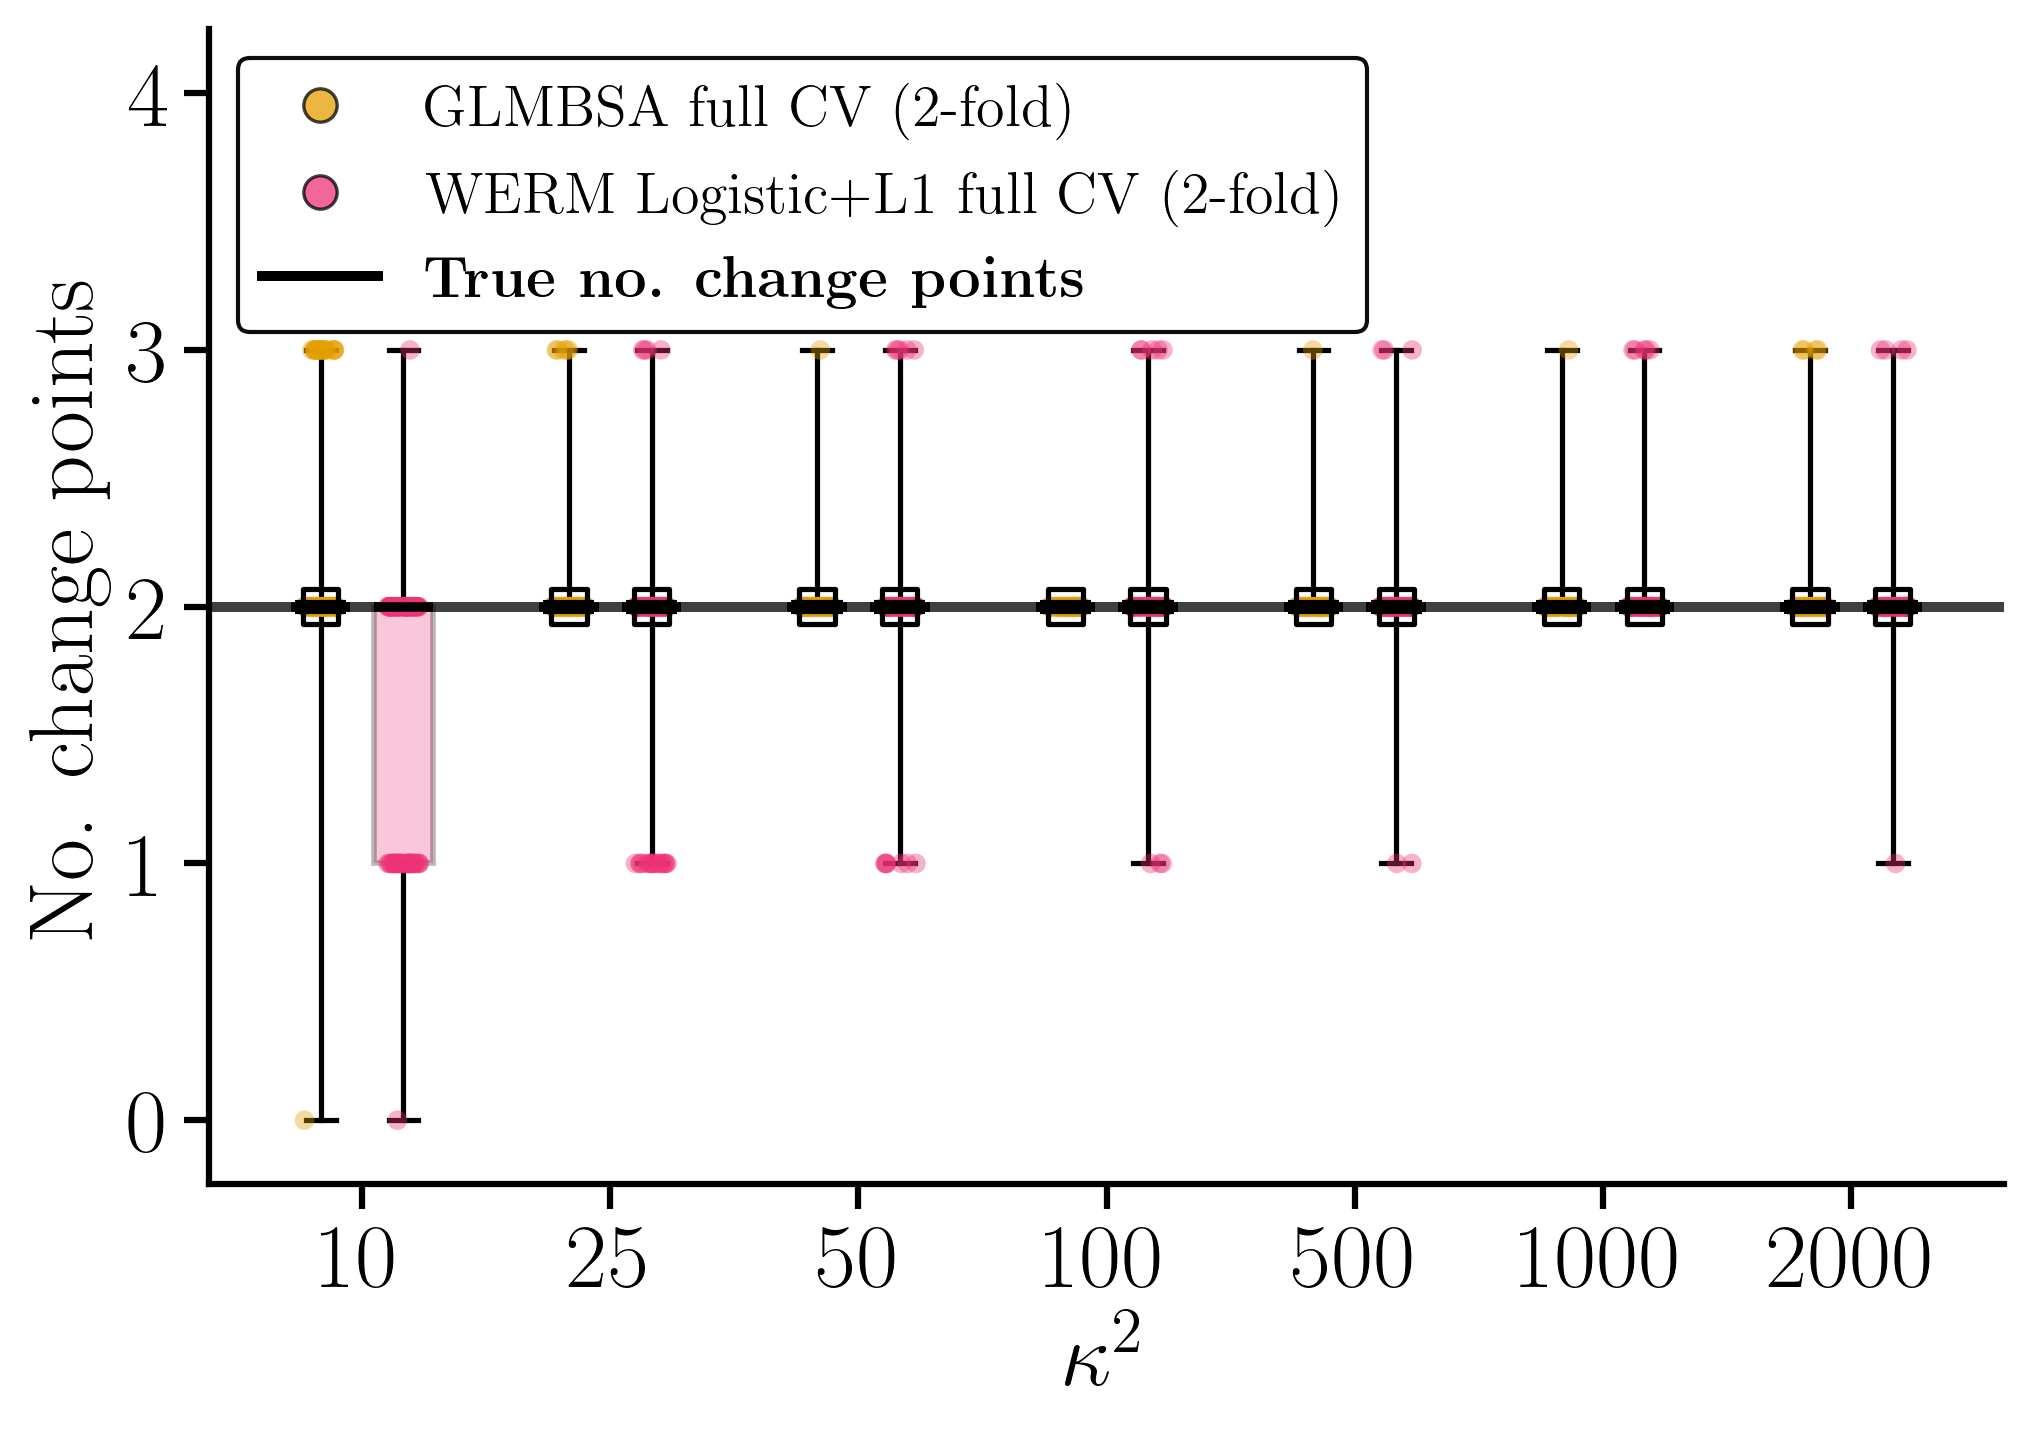 GLMBSA full CV (2-fold)
WERM Logistic+L1 full CV (2-fold)
True no. change points
No. change points
4
3
2
1
0
10 25 50 100 500 1000 2000
κ²